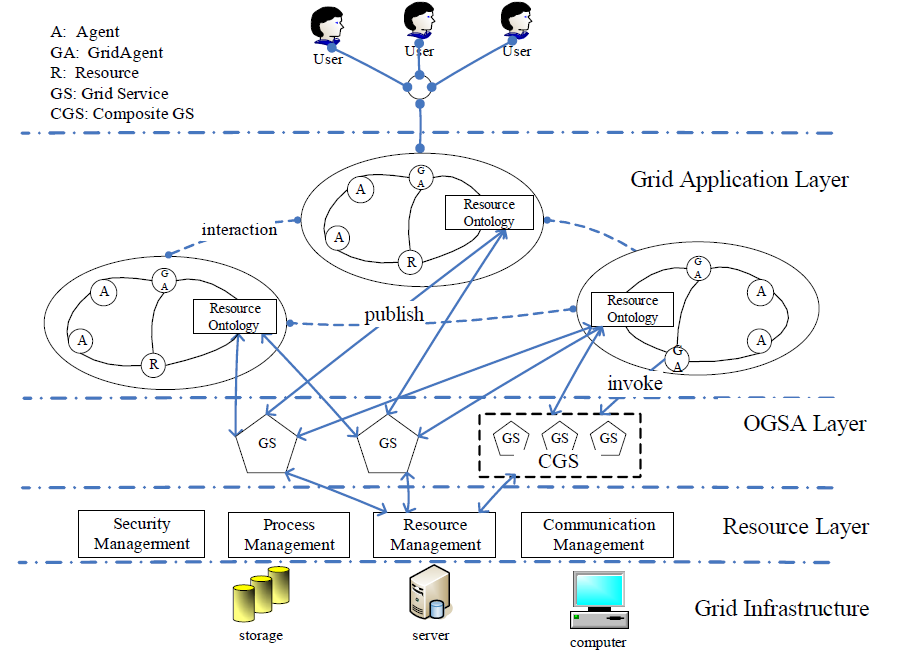 A: Agent
GA: GridAgent
R: Resource
GS: Grid Service
CGS: Composite GS
User
User
User
Grid Application Layer
G
A
A
Resource
Ontology
A
R
interaction
G
A
A
Resource
Ontology
A
R
G
A
A
Resource
Ontology
A
G
A
publish
invoke
OGSA Layer
GS
GS
GS
GS
GS
CGS
Resource Layer
Security
Management
Process
Management
Resource
Management
Communication
Management
Grid Infrastructure
storage
server
computer